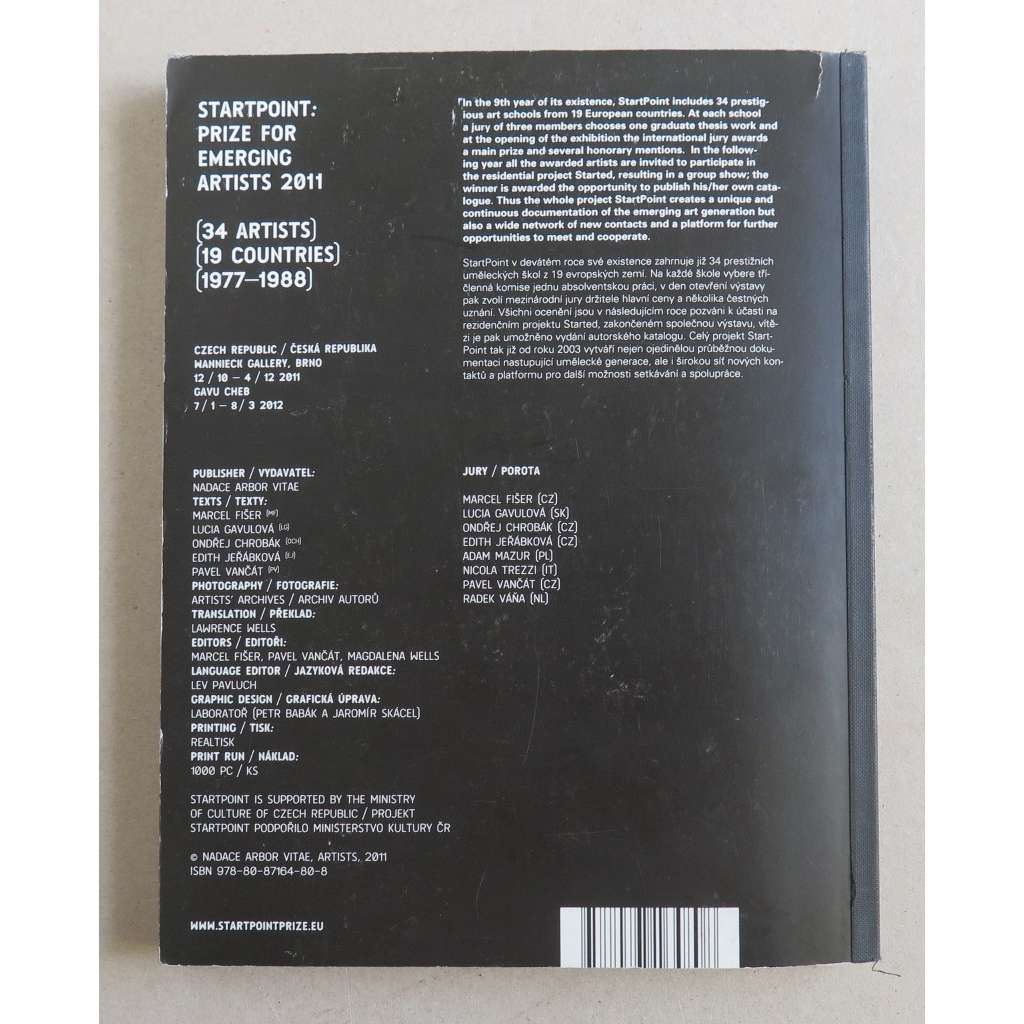 STARTPOINT:
PRIZE FOR
EMERGING
ARTISTS 2011
(34 ARTISTS)
(19 COUNTRIES)
(1977—1988)
CZECH REPUBLIC / ČESKÁ REPUBLIKA
WANNIECK GALLERY, BRNO
12 / 10 – 4 / 12 2011
GAVU CHEB
7 / 1 – 8 / 3 2012
In the 9th year of its existence, StartPoint includes 34 prestig-
ious art schools from 19 European countries. At each school
a jury of three members chooses one graduate thesis work and
at the opening of the exhibition the international jury awards
a main prize and several honorary mentions. In the follow-
ing year all the awarded artists are invited to participate in
the residential project Started, resulting in a group show; the
winner is awarded the opportunity to publish his/her own cata-
logue. Thus the whole project StartPoint creates a unique and
continuous documentation of the emerging art generation but
also a wide network of new contacts and a platform for further
opportunities to meet and cooperate.
StartPoint v devátém roce své existence zahrnuje již 34 prestižních
uměleckých škol z 19 evropských zemí. Na každé škole vybere tří-
členná komise jednu absolventskou práci, v den otevření výstavy
pak zvolí mezinárodní jury držitele hlavní ceny a několika čestných
uznání. Všichni ocenění jsou v následujícím roce pozváni k účasti na
rezidenčním projektu Started, zakončeném společnou výstavu, vítě-
zi je pak umožněno vydání autorského katalogu. Celý projekt Start-
Point tak již od roku 2003 vytváří nejen ojedinělou průběžnou doku-
mentaci nastupující umělecké generace, ale i širokou síť nových kon-
taktů a platformu pro další možnosti setkávání a spolupráce.
PUBLISHER / VYDAVATEL:
NADACE ARBOR VITAE
TEXTS / TEXTY:
MARCEL FIŠER (MF)
LUCIA GAVULOVÁ (LG)
ONDŘEJ CHROBÁK (OCH)
EDITH JEŘÁBKOVÁ (EJ)
PAVEL VANČÁT (PV)
PHOTOGRAPHY / FOTOGRAFIE:
ARTISTS' ARCHIVES / ARCHIV AUTORŮ
TRANSLATION / PŘEKLAD:
LAWRENCE WELLS
EDITORS / EDITOŘI:
MARCEL FIŠER, PAVEL VANČÁT, MAGDALENA WELLS
LANGUAGE EDITOR / JAZYKOVÁ REDAKCE:
LEV PAVLUCH
GRAPHIC DESIGN / GRAFICKÁ ÚPRAVA:
LABORATOŘ (PETR BABÁK A JAROMÍR SKÁCEL)
PRINTING / TISK:
REALTISK
PRINT RUN / NÁKLAD:
1000 PC / KS
STARTPOINT IS SUPPORTED BY THE MINISTRY
OF CULTURE OF CZECH REPUBLIC / PROJEKT
STARTPOINT PODPOŘILO MINISTERSTVO KULTURY ČR
© NADACE ARBOR VITAE, ARTISTS, 2011
ISBN 978-80-87164-80-8
WWW.STARTPOINTPRIZE.EU
JURY / POROTA
MARCEL FIŠER (CZ)
LUCIA GAVULOVÁ (SK)
ONDŘEJ CHROBÁK (CZ)
EDITH JEŘÁBKOVÁ (CZ)
ADAM MAZUR (PL)
NICOLA TREZZI (IT)
PAVEL VANČÁT (CZ)
RADEK VÁŇA (NL)